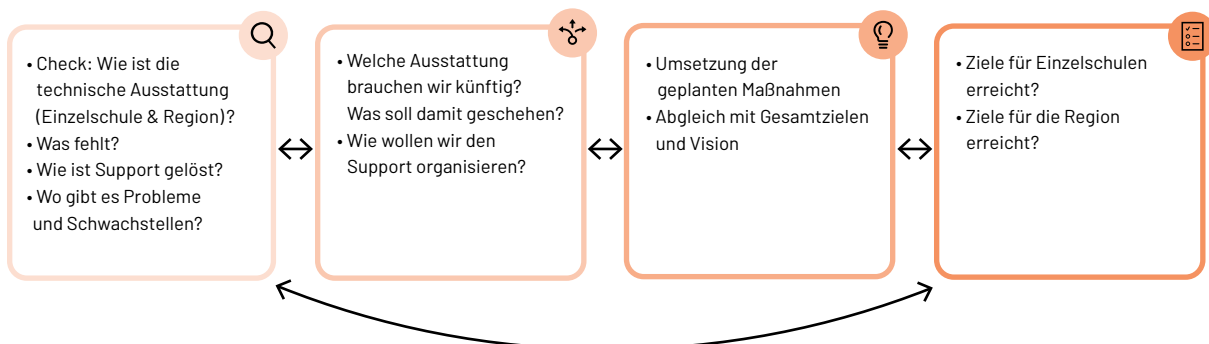 • Check: Wie ist die
technische Ausstattung
(Einzelschule & Region)?
• Was fehlt?
• Wie ist Support gelöst?
• Wo gibt es Probleme
und Schwachstellen?
• Welche Ausstattung
brauchen wir künftig?
Was soll damit geschehen?
• Wie wollen wir den
Support organisieren?
• Umsetzung der
geplanten Maßnahmen
• Abgleich mit Gesamtzielen
und Vision
• Ziele für Einzelschulen
erreicht?
• Ziele für die Region
erreicht?